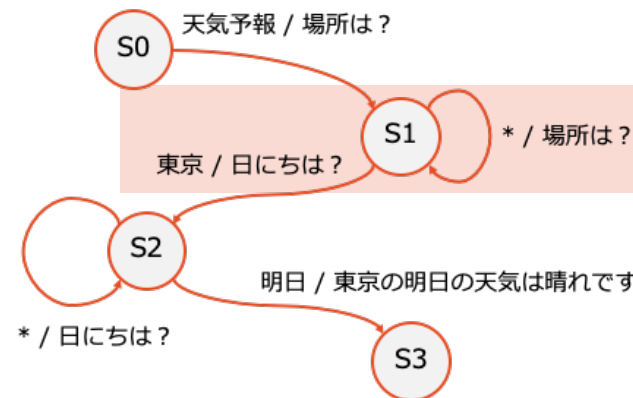 天気予報 / 場所は？
S0
S1
* / 場所は？
東京 / 日にちは？
S2
明日 / 東京の明日の天気は晴れです
* / 日にちは？
S3